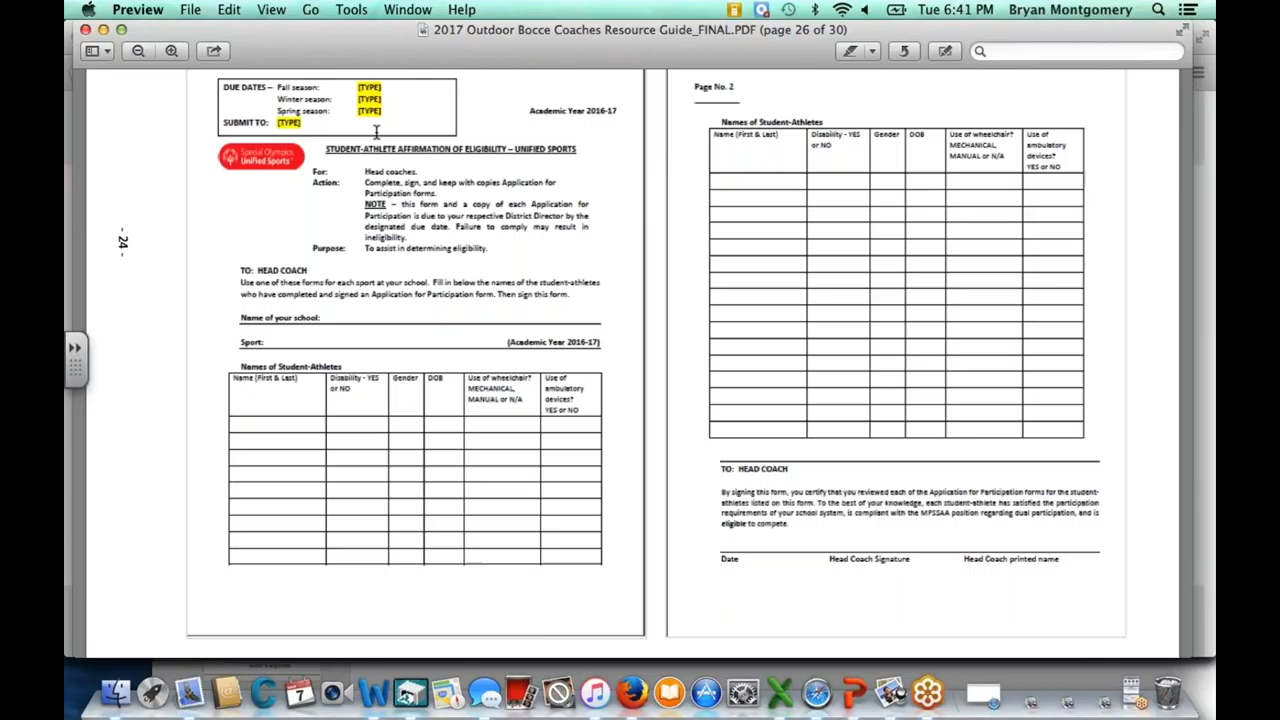 Preview File Edit View Go Tools Window Help Tue 6:41 PM Bryan Montgomery
2017 Outdoor Bocce Coaches Resource Guide_FINAL.PDF (page 26 of 30)
DUE DATES – Fall season: [TYPE]
Winter season: [TYPE]
Spring season: [TYPE]
SUBMIT TO: [TYPE]
Academic Year 2016-17
Special Olympics
Unified Sports
STUDENT-ATHLETE AFFIRMATION OF ELIGIBILITY – UNIFIED SPORTS
For: Head coaches.
Action: Complete, sign, and keep with copies Application for
Participation forms.
NOTE – this form and a copy of each Application for
Participation is due to your respective District Director by the
designated due date. Failure to comply may result in
ineligibility.
Purpose: To assist in determining eligibility.
- 24 -
TO: HEAD COACH
Use one of these forms for each sport at your school. Fill in below the names of the student-athletes
who have completed and signed an Application for Participation form. Then sign this form.
Name of your school:
Sport: (Academic Year 2016-17)
Names of Student-Athletes
Name (First & Last) Disability - YES Gender DOB Use of wheelchair? Use of
or NO MECHANICAL, ambulatory
MANUAL or N/A devices?
YES or NO
Page No. 2
Names of Student-Athletes
Name (First & Last) Disability - YES Gender DOB Use of wheelchair? Use of
or NO MECHANICAL, ambulatory
MANUAL or N/A devices?
YES or NO
TO: HEAD COACH
By signing this form, you certify that you reviewed each of the Application for Participation forms for the student-
athletes listed on this form. To the best of your knowledge, each student-athlete has satisfied the participation
requirements of your school system, is compliant with the MPSSAA position regarding dual participation, and is
eligible to compete.
Date Head Coach Signature Head Coach printed name
7